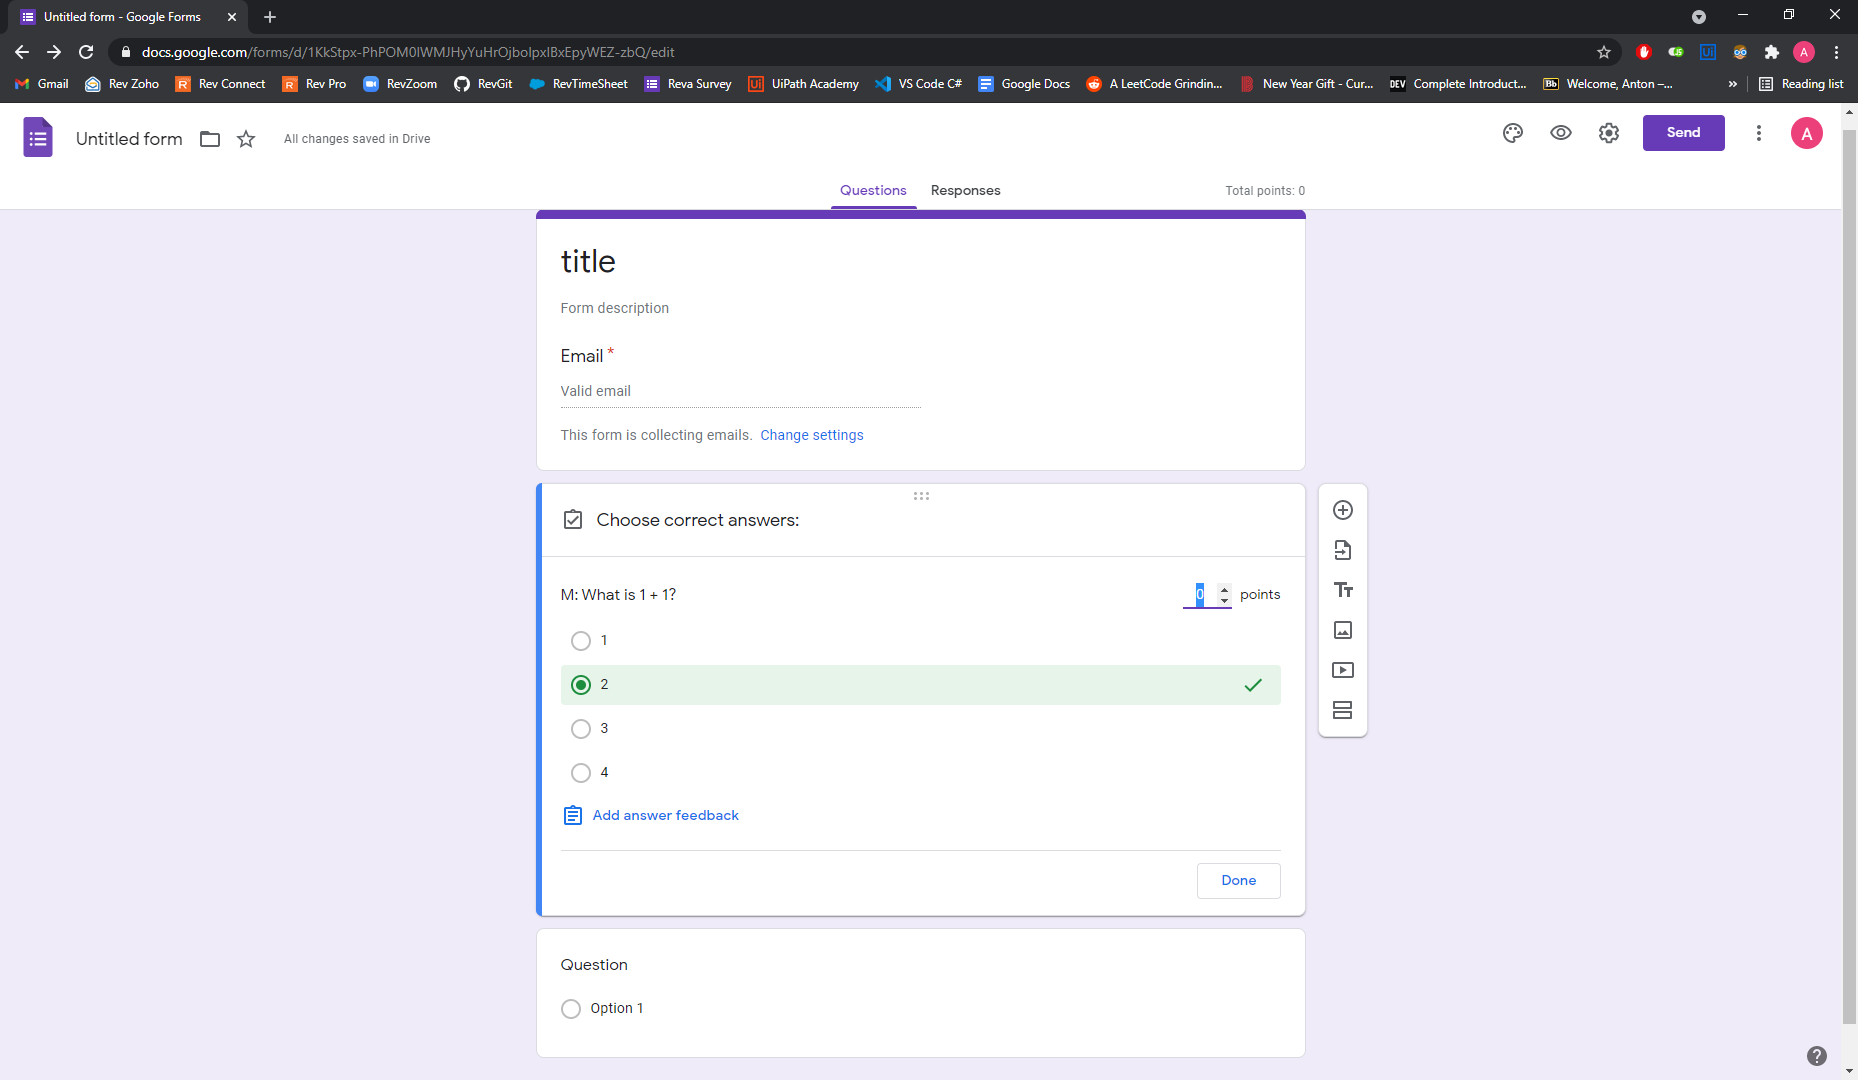 Untitled form - Google Forms
docs.google.com/forms/d/1KkStpx-PhPOM0lWMJHyYuHrOjbolpxlBxEpyWEZ-zbQ/edit
Gmail Rev Zoho Rev Connect Rev Pro RevZoom RevGit RevTimeSheet Reva Survey UiPath Academy VS Code C# Google Docs A LeetCode Grindin... New Year Gift - Cur... DEV Complete Introduct... Bb Welcome, Anton –... » Reading list
Untitled form All changes saved in Drive Send A
Questions Responses Total points: 0
title
Form description
Email *
Valid email
This form is collecting emails. Change settings
Choose correct answers:
M: What is 1 + 1? 0 points
1
2
3
4
Add answer feedback
Done
Question
Option 1